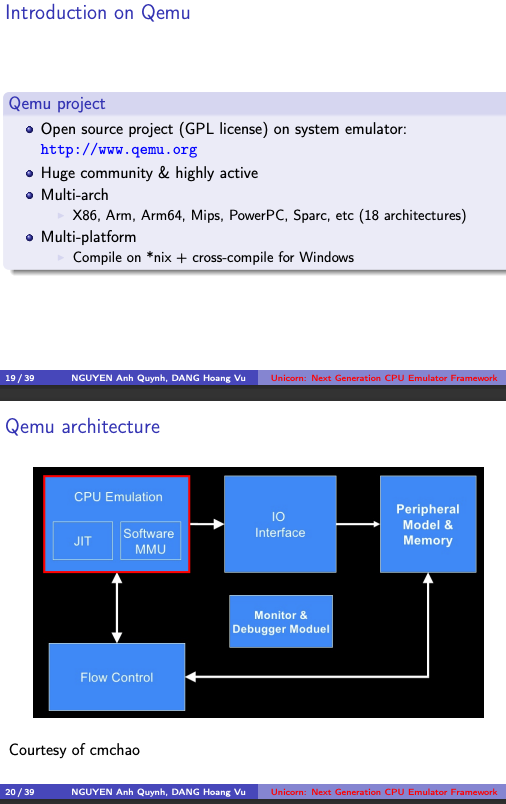 Introduction on Qemu
Qemu project
Open source project (GPL license) on system emulator:
http://www.qemu.org
Huge community & highly active
Multi-arch
X86, Arm, Arm64, Mips, PowerPC, Sparc, etc (18 architectures)
Multi-platform
Compile on *nix + cross-compile for Windows
19 / 39 NGUYEN Anh Quynh, DANG Hoang Vu Unicorn: Next Generation CPU Emulator Framework
Qemu architecture
CPU Emulation
JIT
Software
MMU
IO
Interface
Peripheral
Model &
Memory
Monitor &
Debugger Moduel
Flow Control
Courtesy of cmchao
20 / 39 NGUYEN Anh Quynh, DANG Hoang Vu Unicorn: Next Generation CPU Emulator Framework